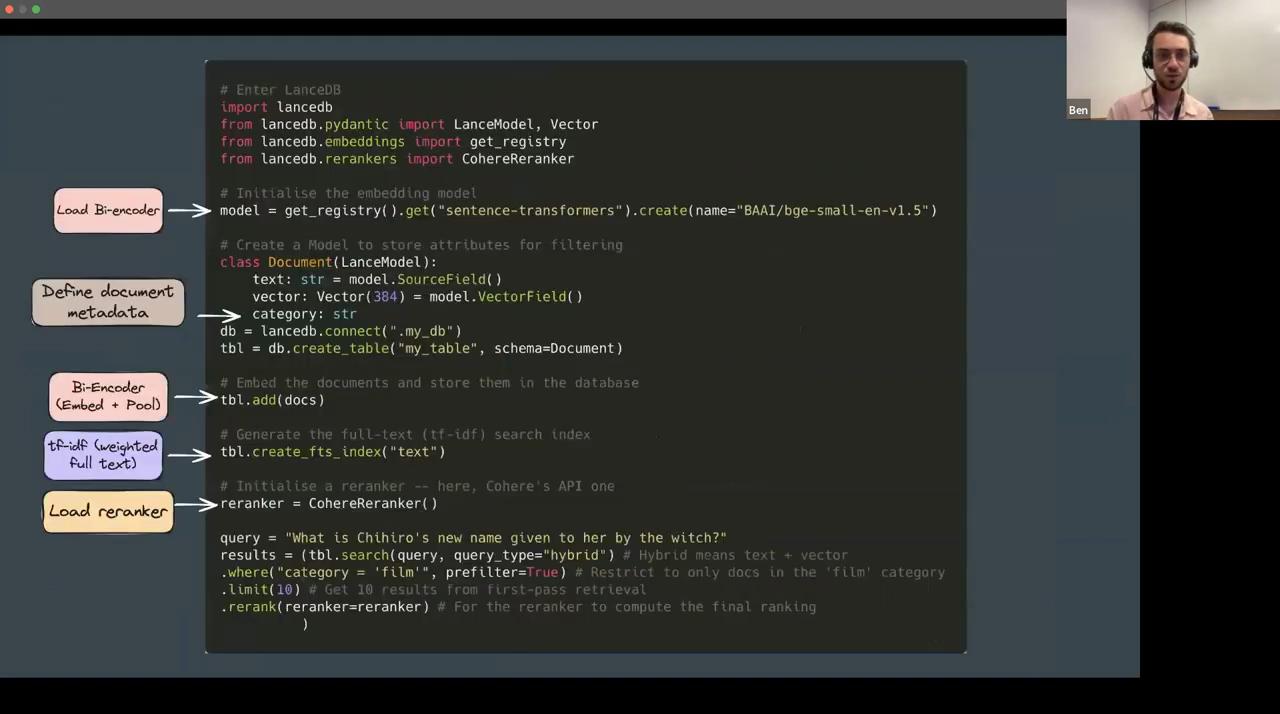 Ben
# Enter LanceDB
import lancedb
from lancedb.pydantic import LanceModel, Vector
from lancedb.embeddings import get_registry
from lancedb.rerankers import CohereReranker
# Initialise the embedding model
Load Bi-encoder
model = get_registry().get("sentence-transformers").create(name="BAAI/bge-small-en-v1.5")
# Create a Model to store attributes for filtering
class Document(LanceModel):
text: str = model.SourceField()
vector: Vector(384) = model.VectorField()
Define document
metadata
category: str
db = lancedb.connect(".my_db")
tbl = db.create_table("my_table", schema=Document)
# Embed the documents and store them in the database
Bi-Encoder
(Embed + Pool)
tbl.add(docs)
# Generate the full-text (tf-idf) search index
tf-idf (weighted
full text)
tbl.create_fts_index("text")
# Initialise a reranker -- here, Cohere's API one
Load reranker
reranker = CohereReranker()
query = "What is Chihiro's new name given to her by the witch?"
results = (tbl.search(query, query_type="hybrid") # Hybrid means text + vector
.where("category = 'film'", prefilter=True) # Restrict to only docs in the 'film' category
.limit(10) # Get 10 results from first-pass retrieval
.rerank(reranker=reranker) # For the reranker to compute the final ranking
)